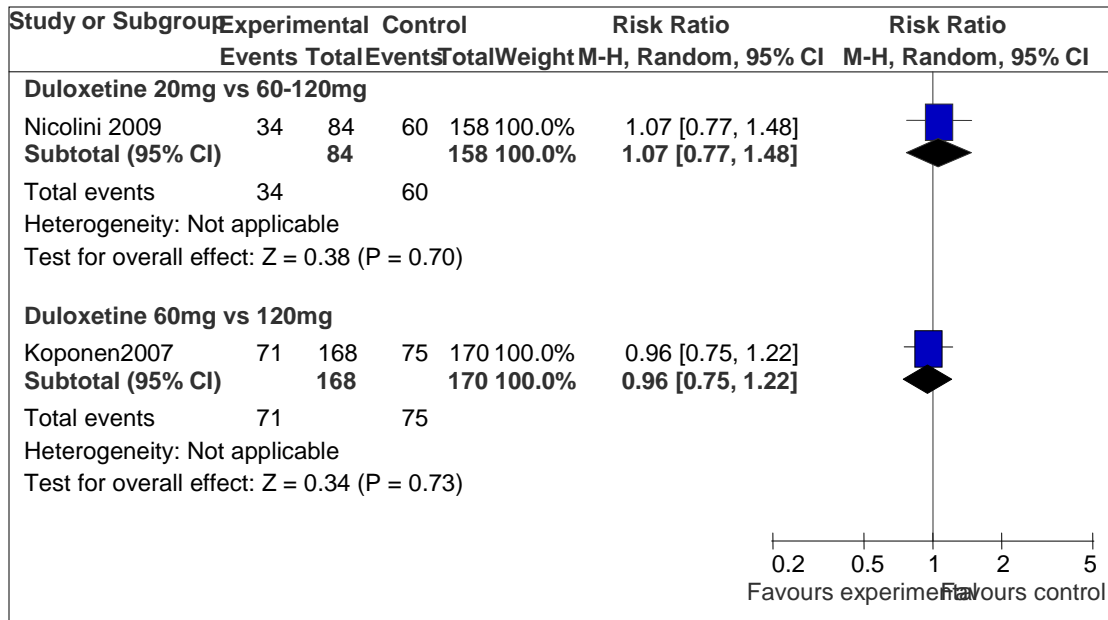 Study or Subgroup Experimental Control Risk Ratio Risk Ratio
Events Total Events Total Weight M-H, Random, 95% CI M-H, Random, 95% CI
Duloxetine 20mg vs 60-120mg
Nicolini 2009 34 84 60 158 100.0% 1.07 [0.77, 1.48]
Subtotal (95% CI) 84 158 100.0% 1.07 [0.77, 1.48]
Total events 34 60
Heterogeneity: Not applicable
Test for overall effect: Z = 0.38 (P = 0.70)
Duloxetine 60mg vs 120mg
Koponen2007 71 168 75 170 100.0% 0.96 [0.75, 1.22]
Subtotal (95% CI) 168 170 100.0% 0.96 [0.75, 1.22]
Total events 71 75
Heterogeneity: Not applicable
Test for overall effect: Z = 0.34 (P = 0.73)
0.2 0.5 1 2 5
Favours experimental Favours control